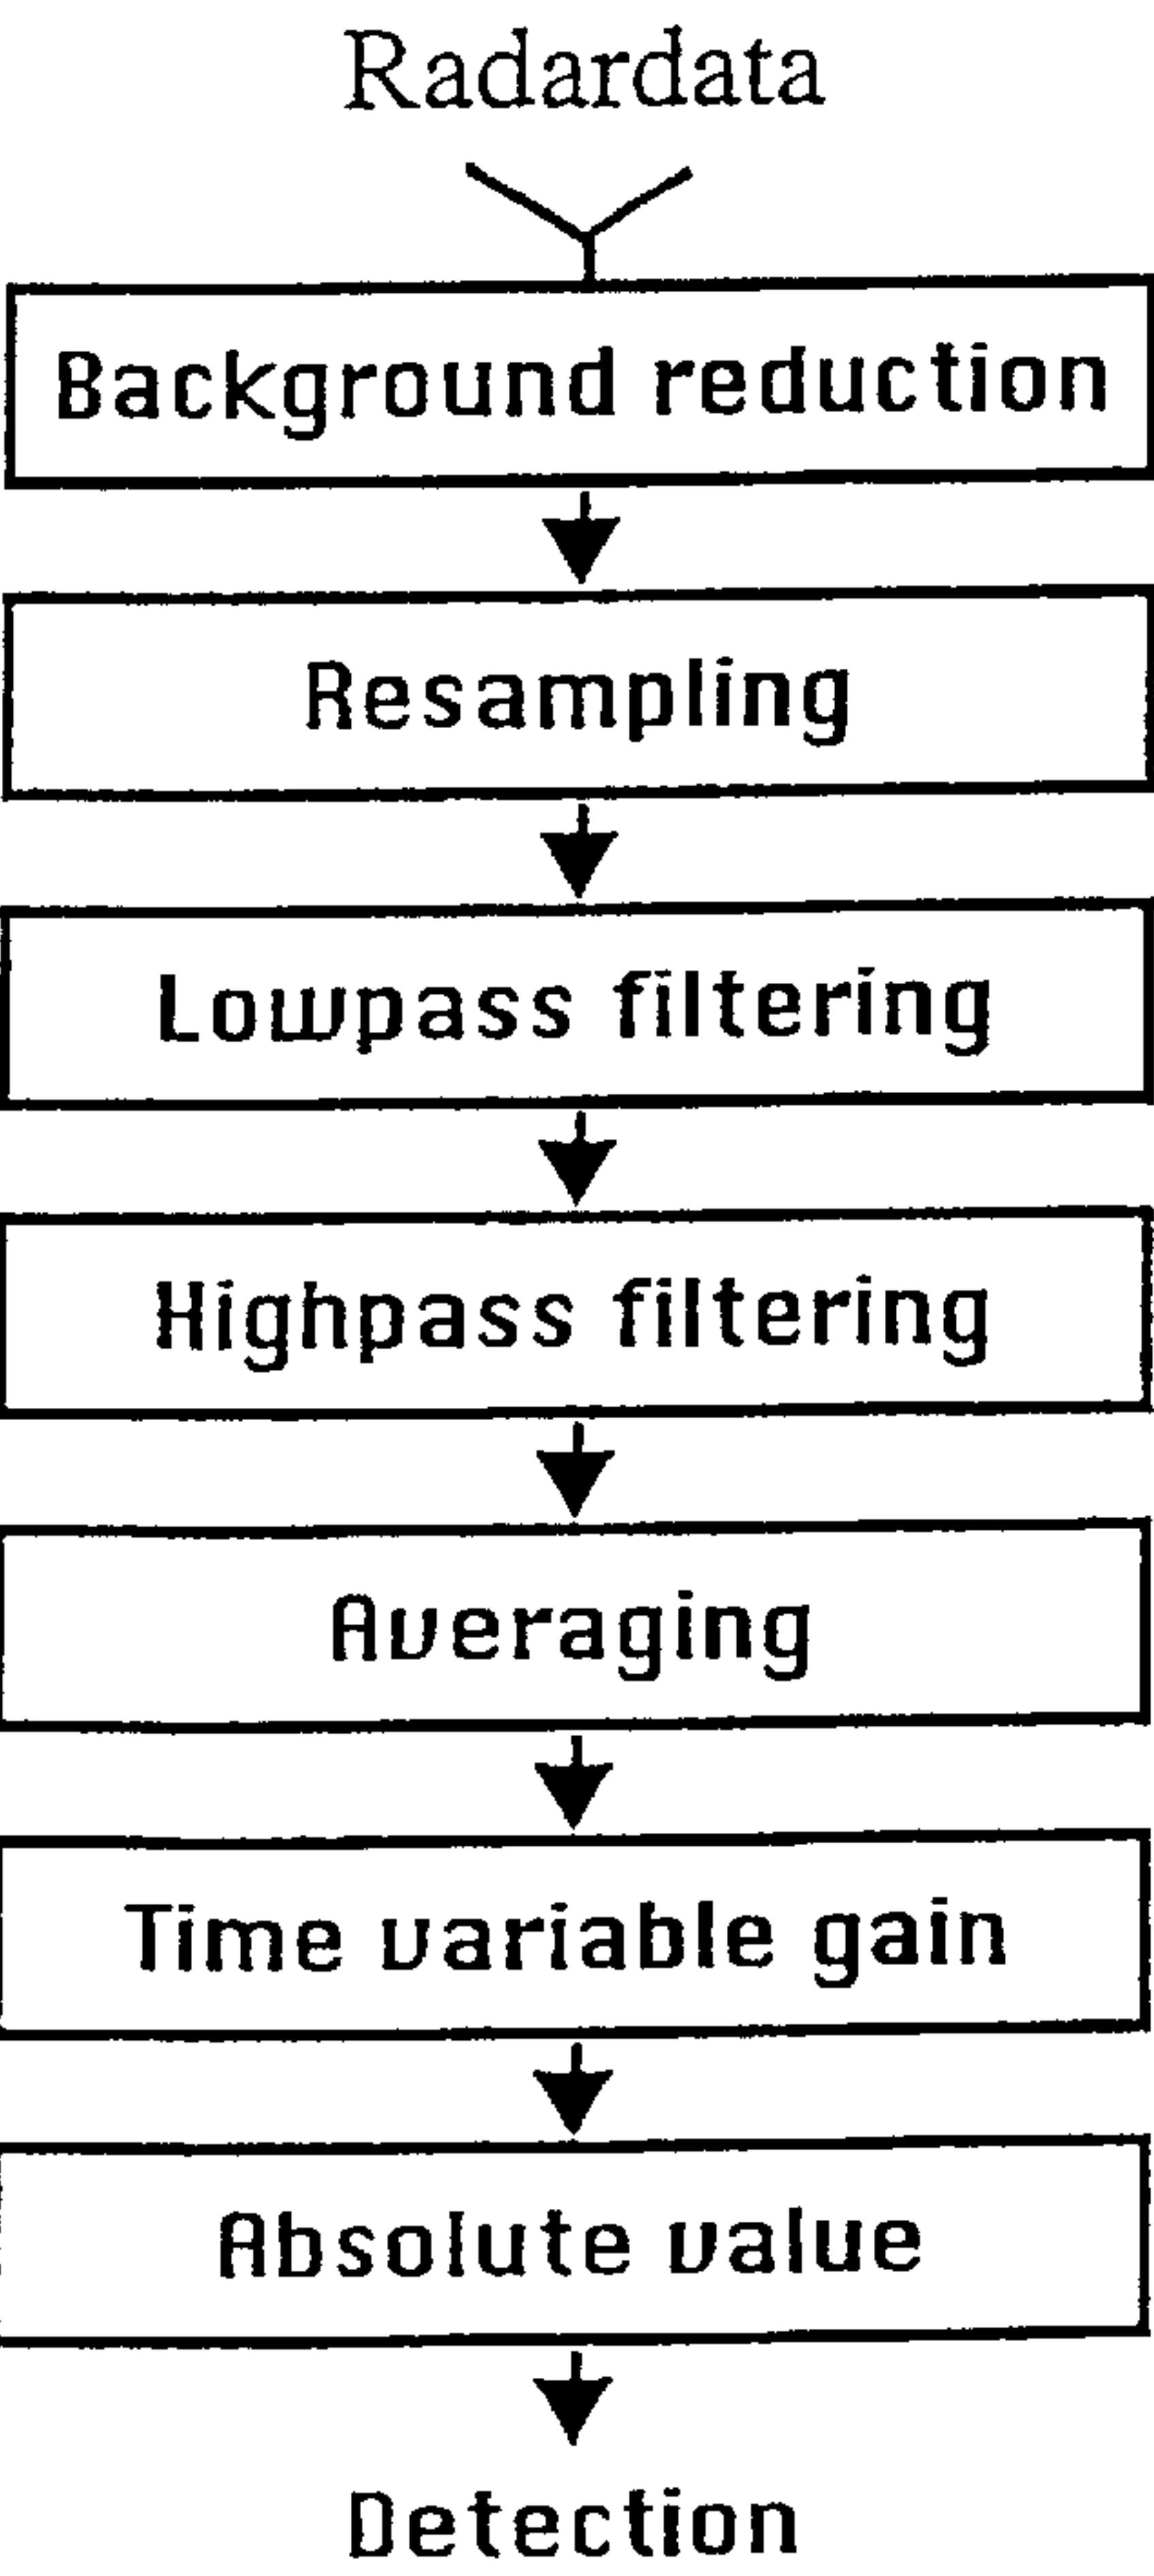 Radardata
Background reduction
Resampling
Lowpass filtering
Highpass filtering
Averaging
Time variable gain
Absolute value
Detection